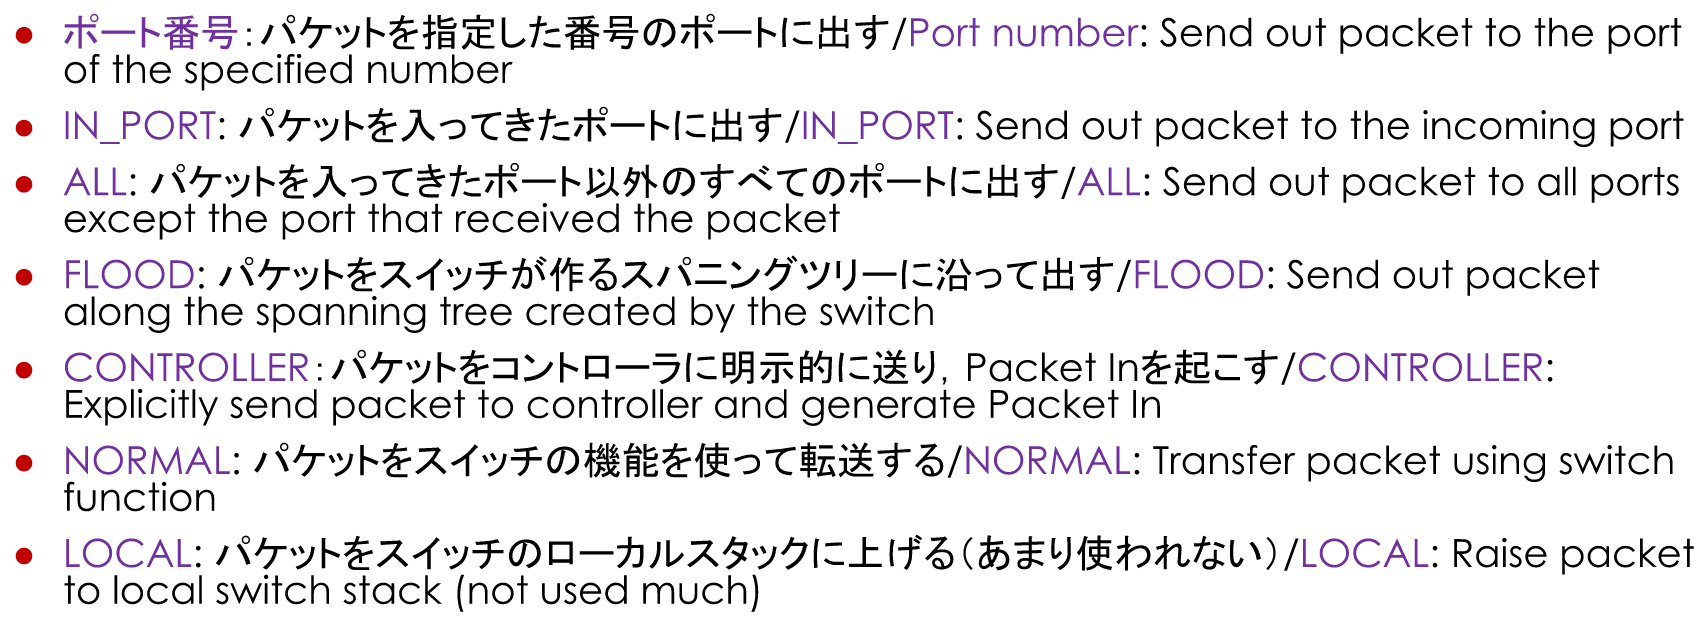 ● ポート番号：パケットを指定した番号のポートに出す/Port number: Send out packet to the port
of the specified number
● IN_PORT: パケットを入ってきたポートに出す/IN_PORT: Send out packet to the incoming port
● ALL: パケットを入ってきたポート以外のすべてのポートに出す/ALL: Send out packet to all ports
except the port that received the packet
● FLOOD: パケットをスイッチが作るスパニングツリーに沿って出す/FLOOD: Send out packet
along the spanning tree created by the switch
● CONTROLLER：パケットをコントローラに明示的に送り，Packet Inを起こす/CONTROLLER:
Explicitly send packet to controller and generate Packet In
● NORMAL: パケットをスイッチの機能を使って転送する/NORMAL: Transfer packet using switch
function
● LOCAL: パケットをスイッチのローカルスタックに上げる（あまり使われない）/LOCAL: Raise packet
to local switch stack (not used much)